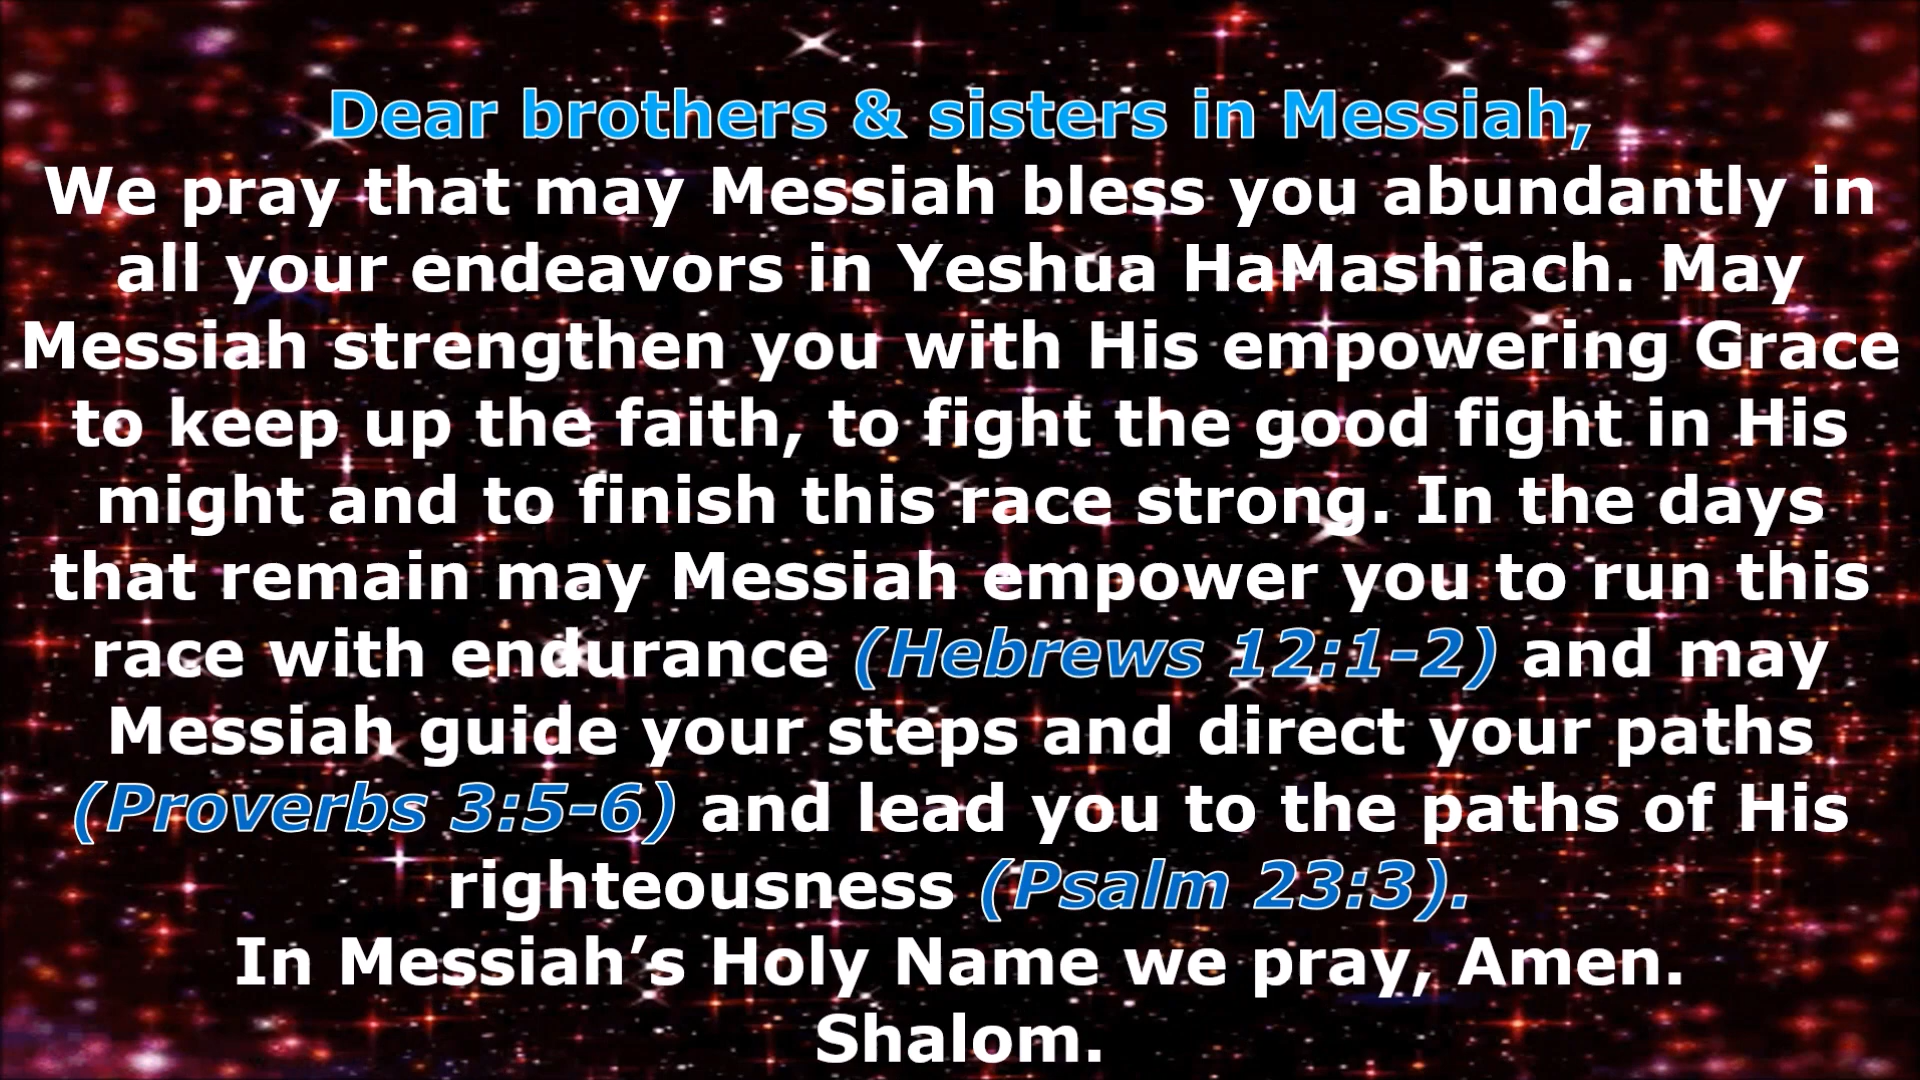 Dear brothers & sisters in Messiah,
We pray that may Messiah bless you abundantly in
all your endeavors in Yeshua HaMashiach. May
Messiah strengthen you with His empowering Grace
to keep up the faith, to fight the good fight in His
might and to finish this race strong. In the days
that remain may Messiah empower you to run this
race with endurance (Hebrews 12:1-2) and may
Messiah guide your steps and direct your paths
(Proverbs 3:5-6) and lead you to the paths of His
righteousness (Psalm 23:3).
In Messiah’s Holy Name we pray, Amen.
Shalom.